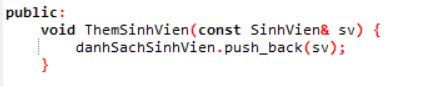 public:
    void ThemSinhVien(const SinhVien& sv) {
        danhSachSinhVien.push_back(sv);
    }